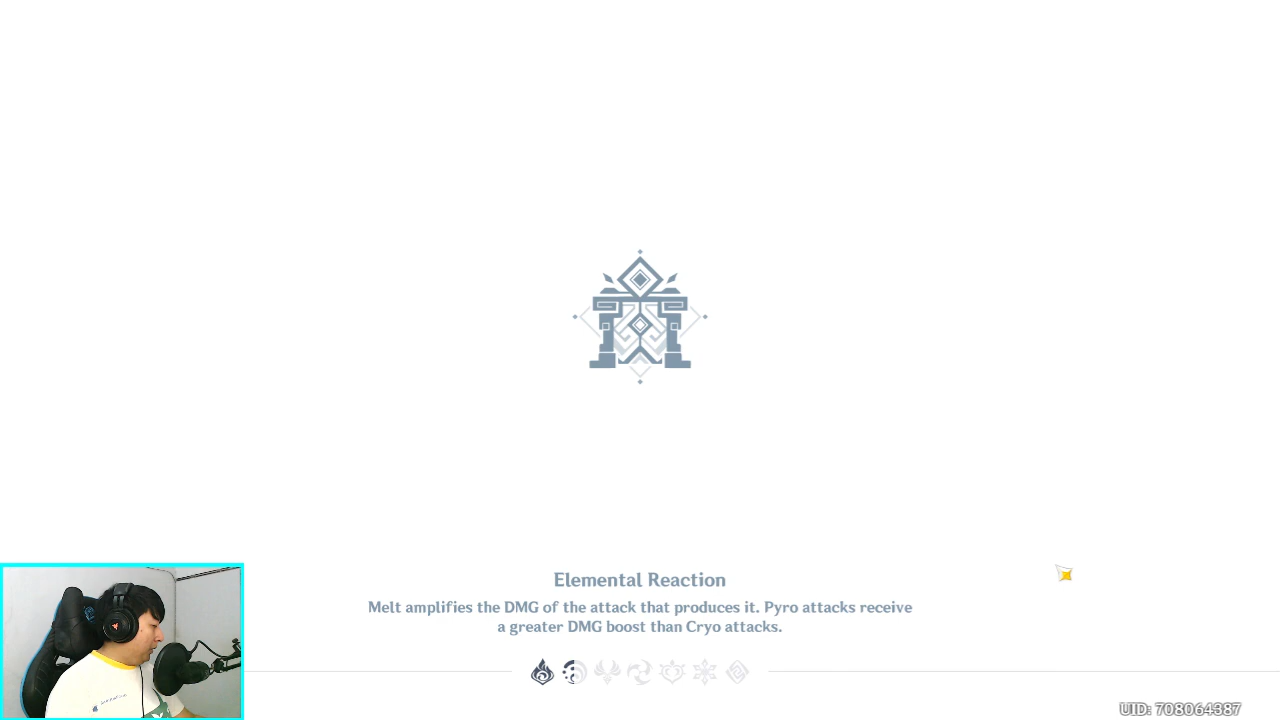 Elemental Reaction
Melt amplifies the DMG of the attack that produces it. Pyro attacks receive
a greater DMG boost than Cryo attacks.
UID: 708064387